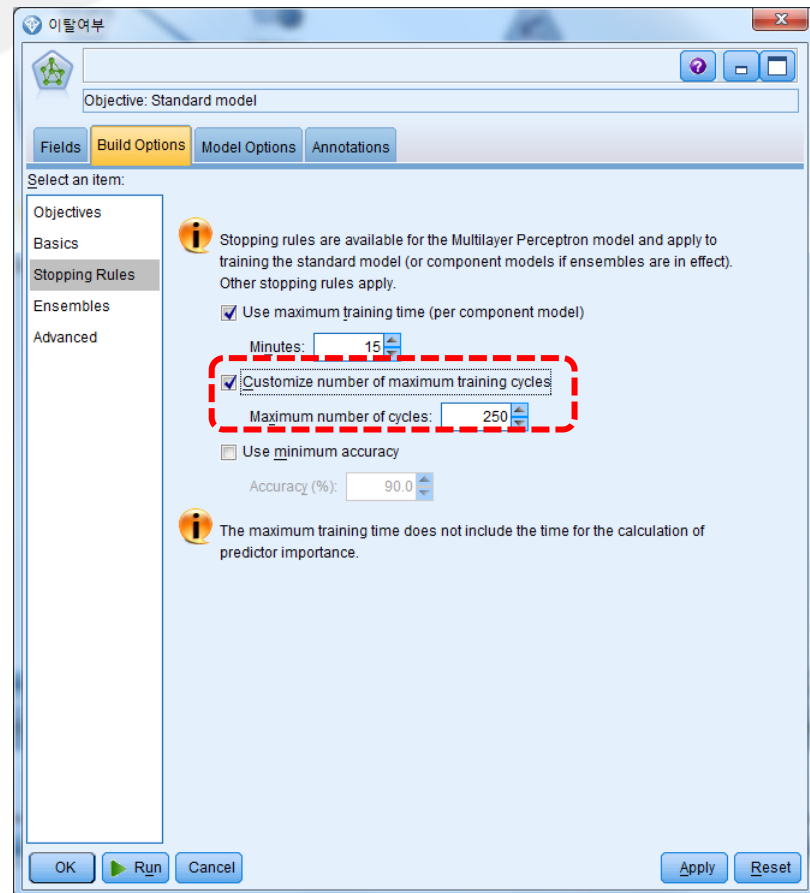 이탈여부
Objective: Standard model
Fields Build Options Model Options Annotations
Select an item:
Objectives
Basics
Stopping Rules
Ensembles
Advanced
Stopping rules are available for the Multilayer Perceptron model and apply to
training the standard model (or component models if ensembles are in effect).
Other stopping rules apply.
Use maximum training time (per component model)
Minutes: 15
Customize number of maximum training cycles
Maximum number of cycles: 250
Use minimum accuracy
Accuracy (%): 90.0
The maximum training time does not include the time for the calculation of
predictor importance.
OK Run Cancel Apply Reset